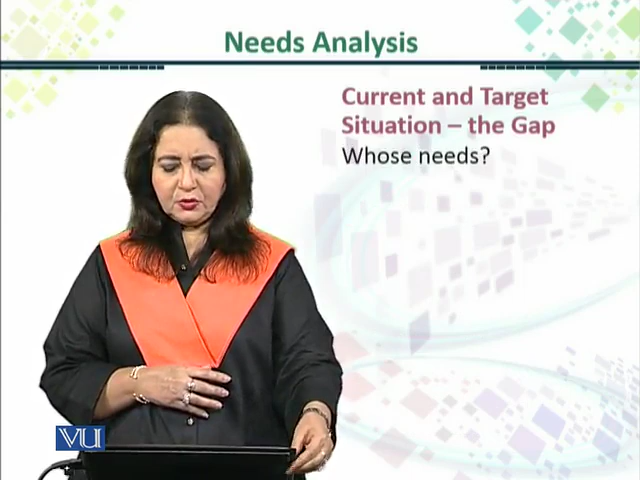 Needs Analysis
Current and Target
Situation – the Gap
Whose needs?
VU